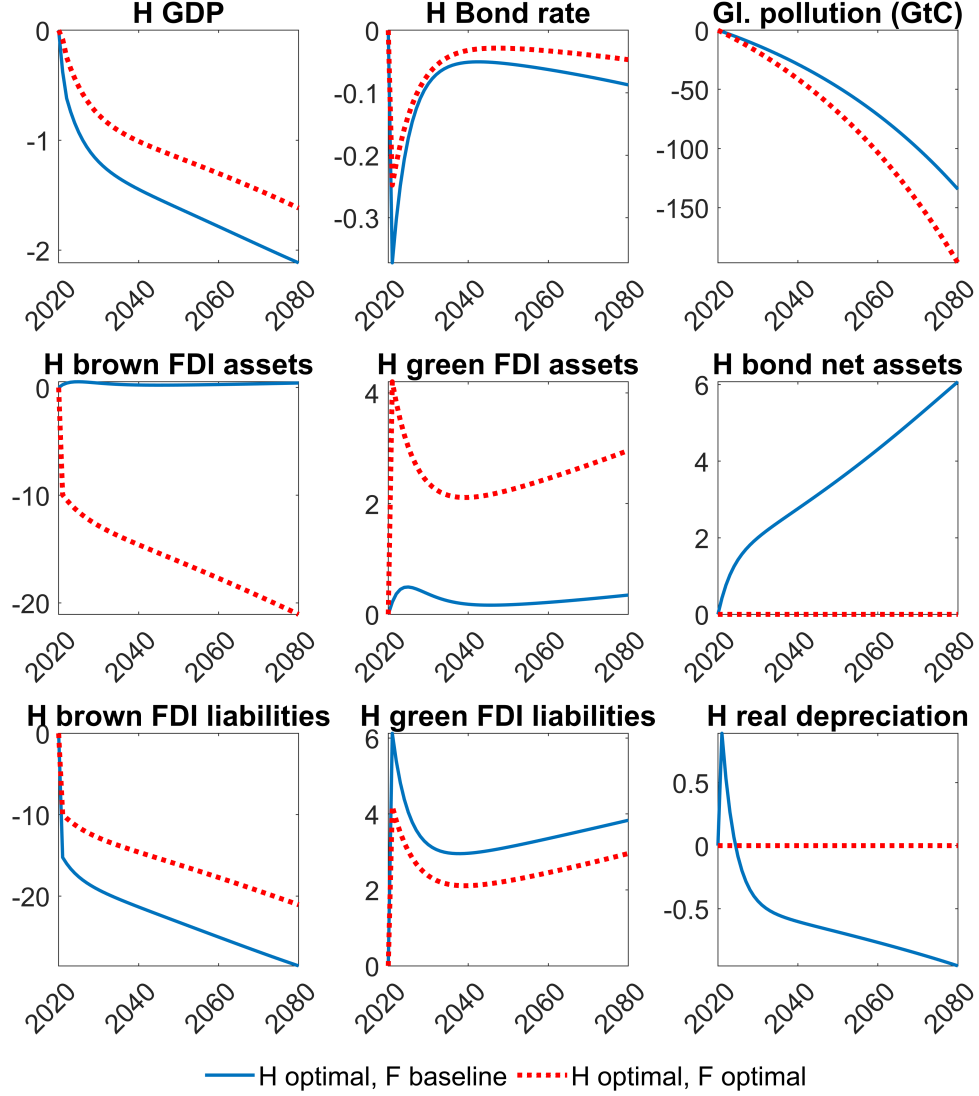 H GDP
0
-1
-2
2020 2040 2060 2080
H Bond rate
0
-0.1
-0.2
-0.3
2020 2040 2060 2080
Gl. pollution (GtC)
0
-50
-100
-150
2020 2040 2060 2080
H brown FDI assets
0
-10
-20
2020 2040 2060 2080
H green FDI assets
4
2
0
2020 2040 2060 2080
H bond net assets
6
4
2
0
2020 2040 2060 2080
H brown FDI liabilities
0
-10
-20
2020 2040 2060 2080
H green FDI liabilities
6
4
2
0
2020 2040 2060 2080
H real depreciation
0.5
0
-0.5
2020 2040 2060 2080
H optimal, F baseline H optimal, F optimal